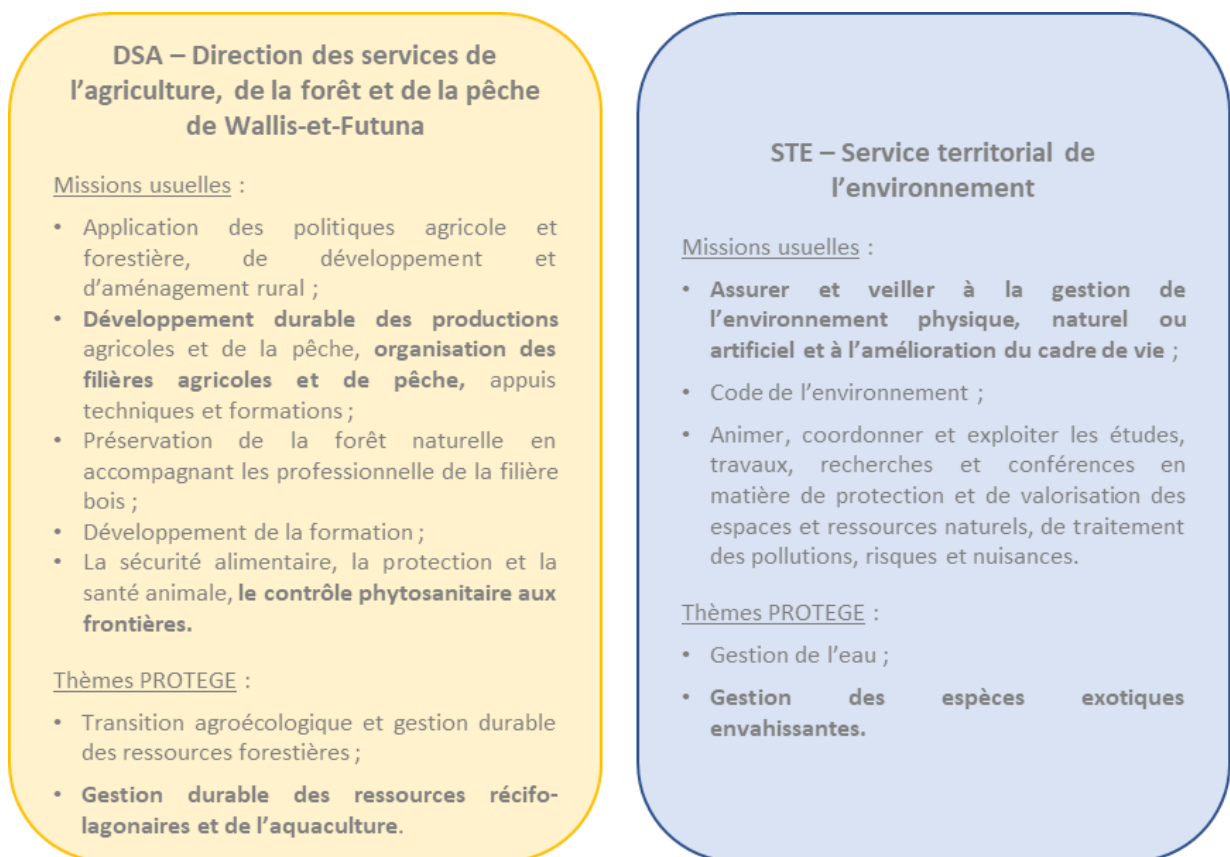 DSA – Direction des services de
l’agriculture, de la forêt et de la pêche
de Wallis-et-Futuna
Missions usuelles :
• Application des politiques agricole et
forestière, de développement et
d’aménagement rural ;
• Développement durable des productions
agricoles et de la pêche, organisation des
filières agricoles et de pêche, appuis
techniques et formations ;
• Préservation de la forêt naturelle en
accompagnant les professionnelle de la filière
bois ;
• Développement de la formation ;
• La sécurité alimentaire, la protection et la
santé animale, le contrôle phytosanitaire aux
frontières.
Thèmes PROTEGE :
• Transition agroécologique et gestion durable
des ressources forestières ;
• Gestion durable des ressources récifo-
lagonaires et de l’aquaculture.
STE – Service territorial de
l’environnement
Missions usuelles :
• Assurer et veiller à la gestion de
l’environnement physique, naturel ou
artificiel et à l’amélioration du cadre de vie ;
• Code de l’environnement ;
• Animer, coordonner et exploiter les études,
travaux, recherches et conférences en
matière de protection et de valorisation des
espaces et ressources naturels, de traitement
des pollutions, risques et nuisances.
Thèmes PROTEGE :
• Gestion de l’eau ;
• Gestion des espèces exotiques
envahissantes.